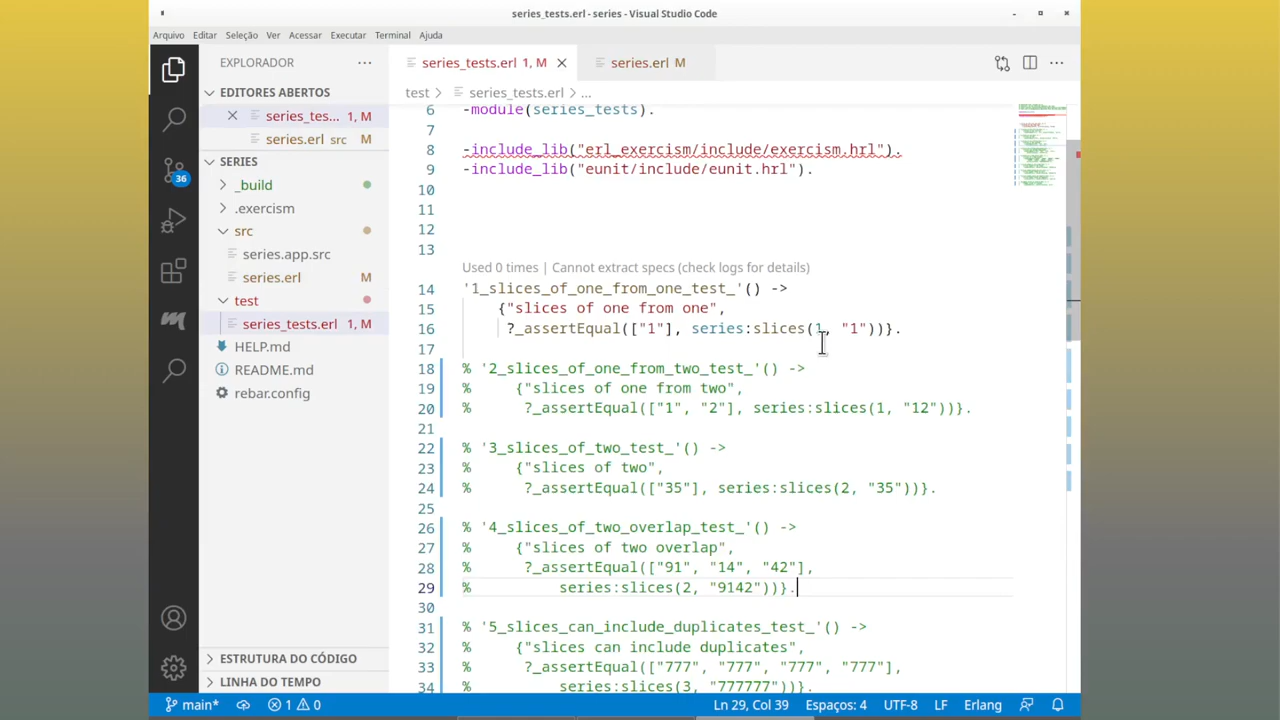 series_tests.erl - series - Visual Studio Code
Arquivo Editar Seleção Ver Acessar Executar Terminal Ajuda
EXPLORADOR
series_tests.erl 1, M
series.erl M
EDITORES ABERTOS
test > series_tests.erl > ...
series_tes... 1, M
series.e... M
SERIES
_build
.exercism
src
series.app.src
series.erl M
test
series_tests.erl 1, M
HELP.md
README.md
rebar.config
36
ESTRUTURA DO CÓDIGO
LINHA DO TEMPO
6 -module(series_tests).
7
8 -include_lib("erl_exercism/include/exercism.hrl").
9 -include_lib("eunit/include/eunit.hrl").
10
11
12
13
Used 0 times | Cannot extract specs (check logs for details)
14 '1_slices_of_one_from_one_test_'() ->
15 {"slices of one from one",
16 ?_assertEqual(["1"], series:slices(1, "1"))}.
17
18 % '2_slices_of_one_from_two_test_'() ->
19 % {"slices of one from two",
20 % ?_assertEqual(["1", "2"], series:slices(1, "12"))}.
21
22 % '3_slices_of_two_test_'() ->
23 % {"slices of two",
24 % ?_assertEqual(["35"], series:slices(2, "35"))}.
25
26 % '4_slices_of_two_overlap_test_'() ->
27 % {"slices of two overlap",
28 % ?_assertEqual(["91", "14", "42"],
29 % series:slices(2, "9142"))}.
30
31 % '5_slices_can_include_duplicates_test_'() ->
32 % {"slices can include duplicates",
33 % ?_assertEqual(["777", "777", "777", "777"],
34 % series:slices(3, "777777"))}.
main* 1 0 Ln 29, Col 39 Espaços: 4 UTF-8 LF Erlang